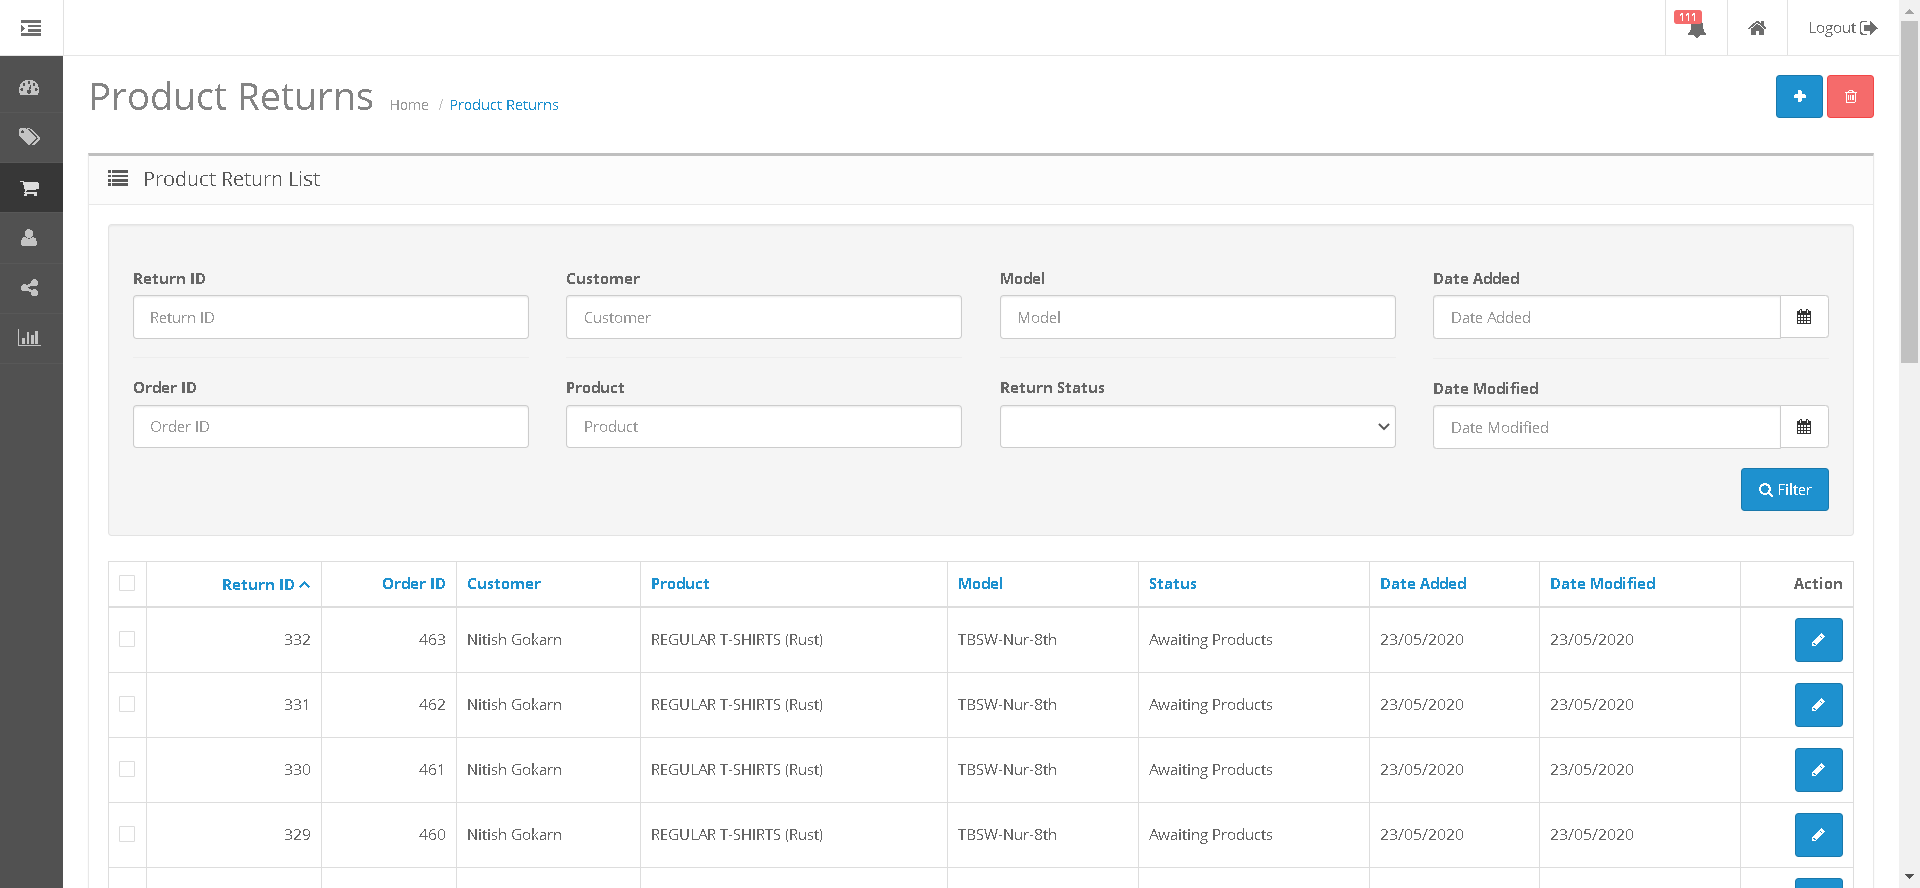 111
Logout
Product Returns
Home / Product Returns
Product Return List
Return ID
Customer
Model
Date Added
Return ID
Customer
Model
Date Added
Order ID
Product
Return Status
Date Modified
Order ID
Product
Date Modified
Filter
Return ID Order ID Customer Product Model Status Date Added Date Modified Action
332 463 Nitish Gokarn REGULAR T-SHIRTS (Rust) TBSW-Nur-8th Awaiting Products 23/05/2020 23/05/2020
331 462 Nitish Gokarn REGULAR T-SHIRTS (Rust) TBSW-Nur-8th Awaiting Products 23/05/2020 23/05/2020
330 461 Nitish Gokarn REGULAR T-SHIRTS (Rust) TBSW-Nur-8th Awaiting Products 23/05/2020 23/05/2020
329 460 Nitish Gokarn REGULAR T-SHIRTS (Rust) TBSW-Nur-8th Awaiting Products 23/05/2020 23/05/2020